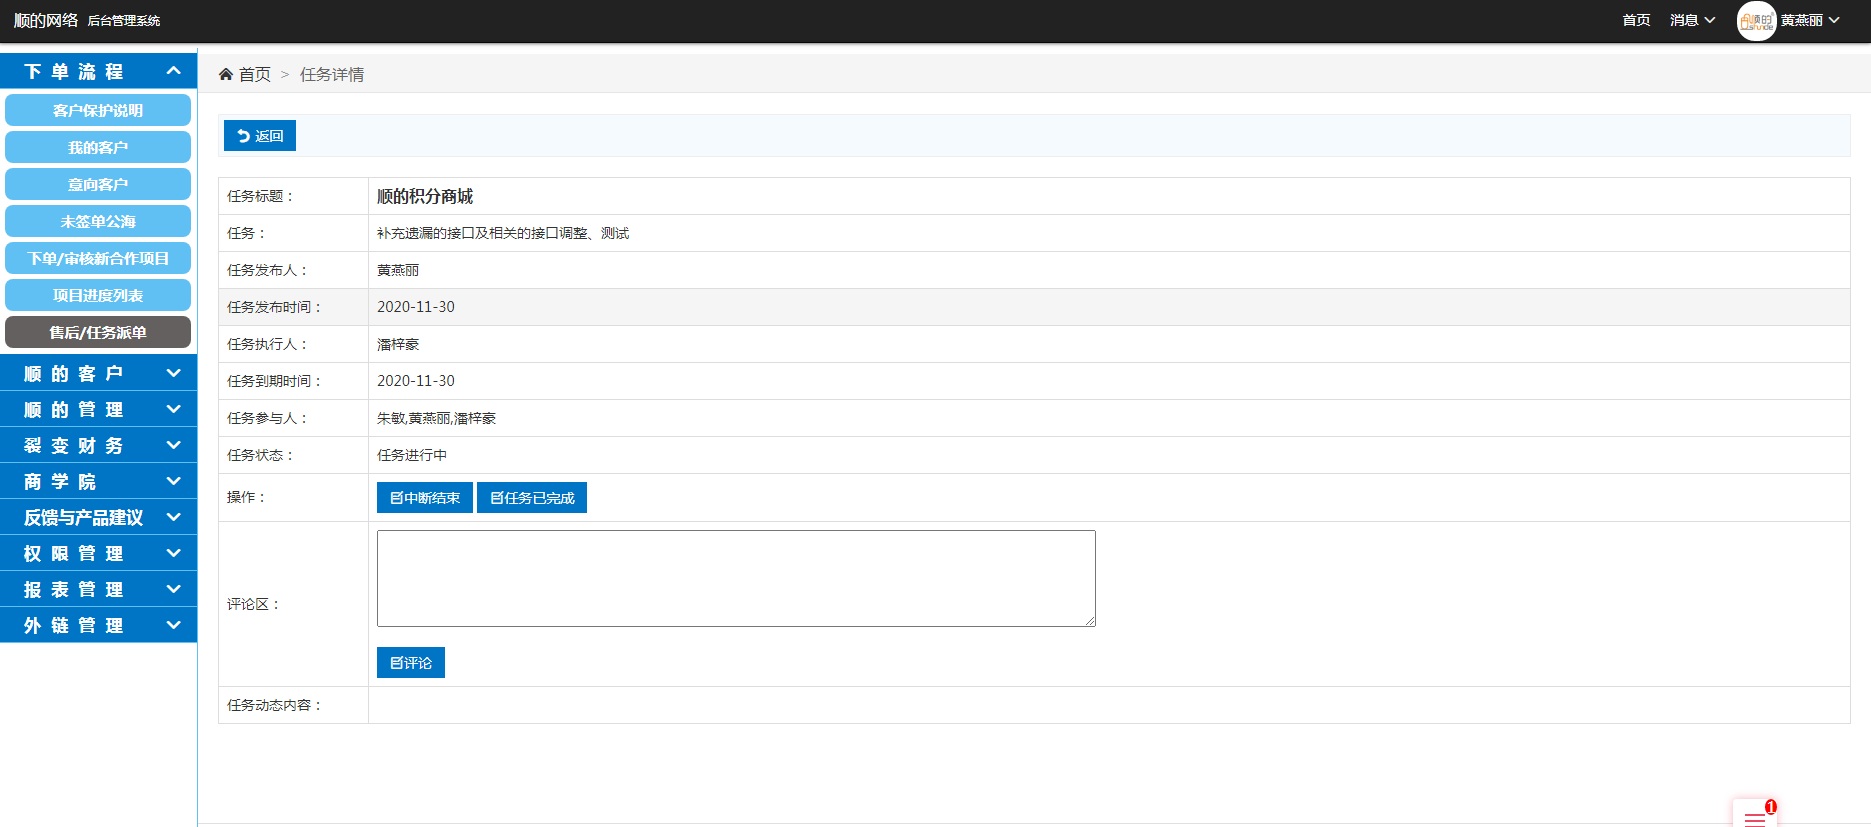 顺的网络 后台管理系统
首页 消息 黄燕丽
下单流程
客户保护说明
我的客户
意向客户
未签单公海
下单/审核新合作项目
项目进度列表
售后/任务派单
顺的客户
顺的管理
裂变财务
商学院
反馈与产品建议
权限管理
报表管理
外链管理
首页 > 任务详情
返回
任务标题： 顺的积分商城
任务： 补充遗漏的接口及相关的接口调整、测试
任务发布人： 黄燕丽
任务发布时间： 2020-11-30
任务执行人： 潘梓豪
任务到期时间： 2020-11-30
任务参与人： 朱敏,黄燕丽,潘梓豪
任务状态： 任务进行中
操作： 中断结束 任务已完成
评论区：
评论
任务动态内容：
1